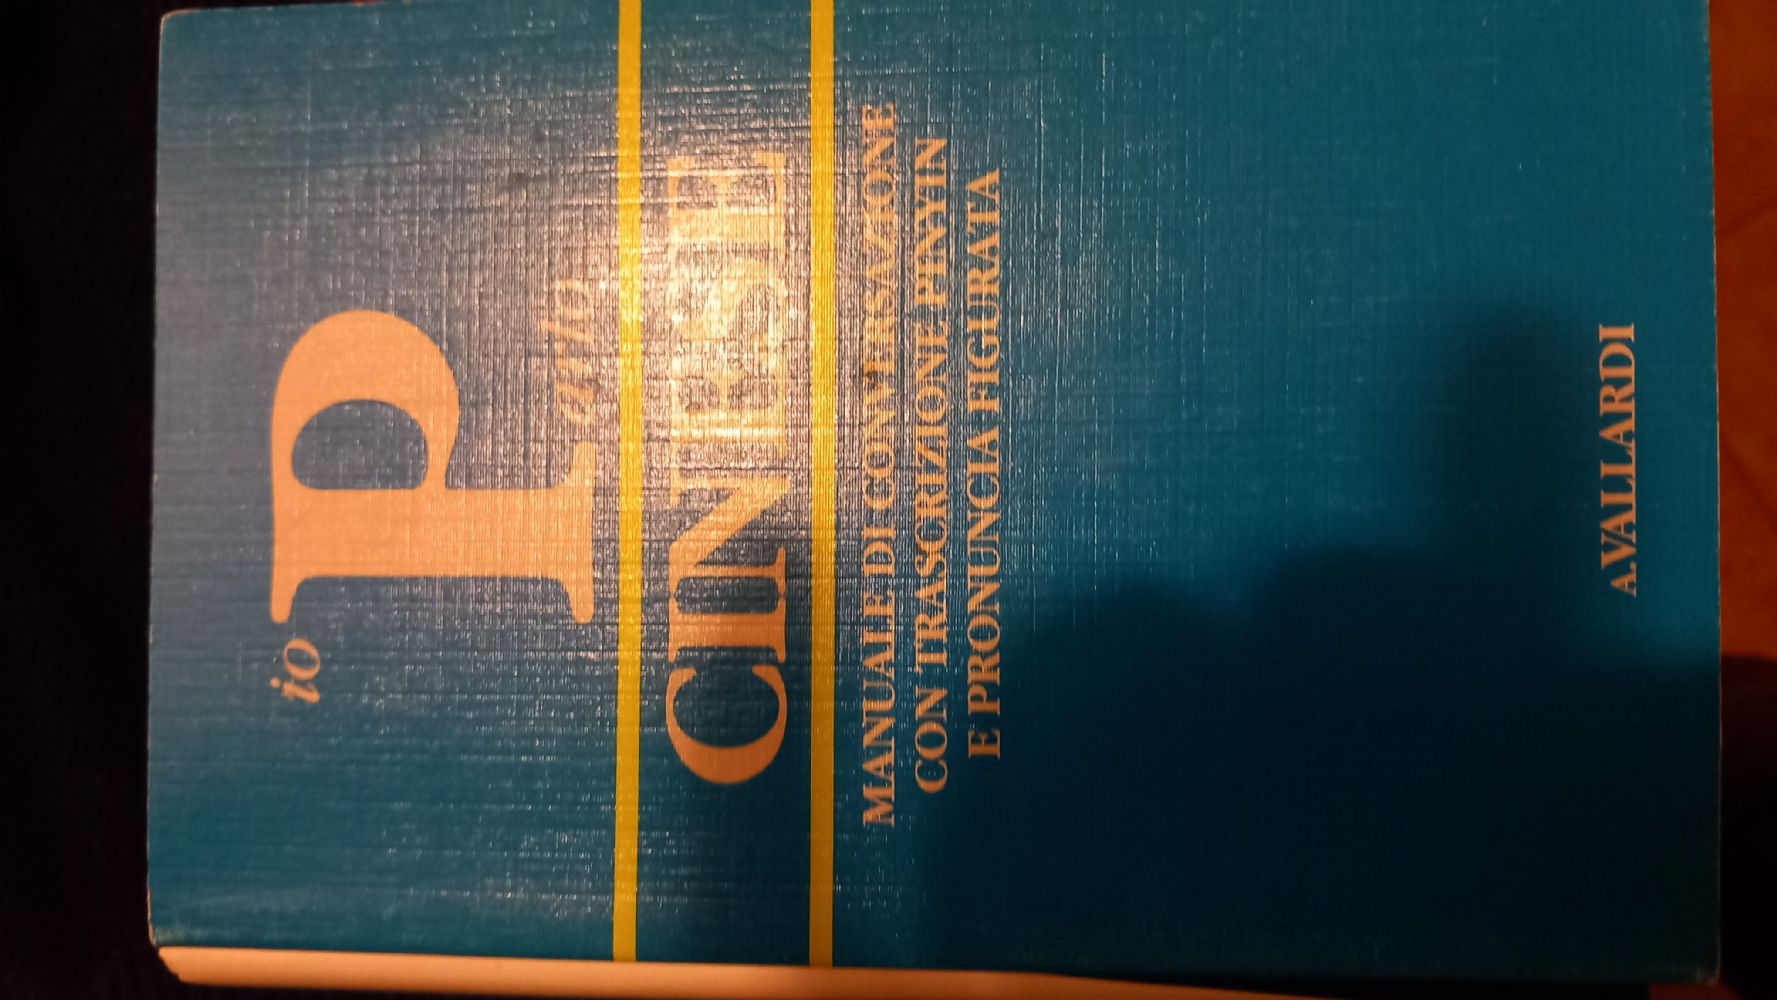 io Parlo
CINESE
MANUALE DI CONVERSAZIONE
CON TRASCRIZIONE PINYIN
E PRONUNCIA FIGURATA
A.VALLARDI